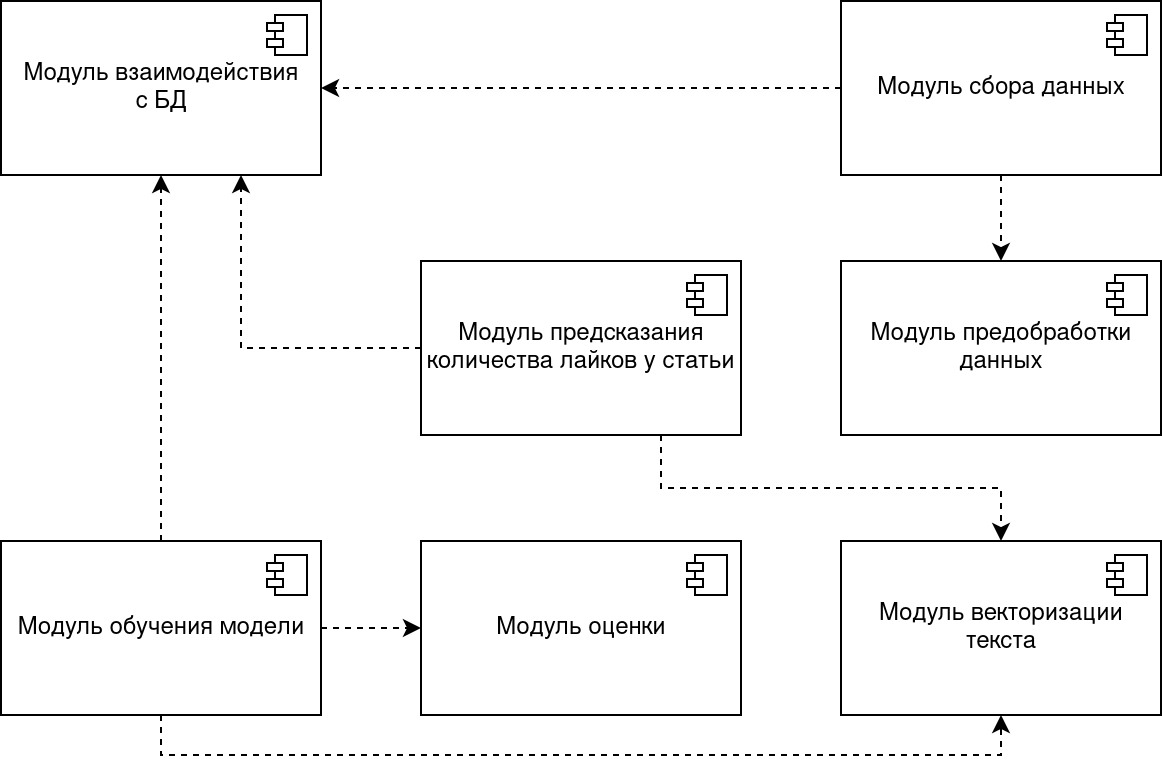 Модуль взаимодействия
с БД
Модуль сбора данных
Модуль предсказания
количества лайков у статьи
Модуль предобработки
данных
Модуль обучения модели
Модуль оценки
Модуль векторизации
текста